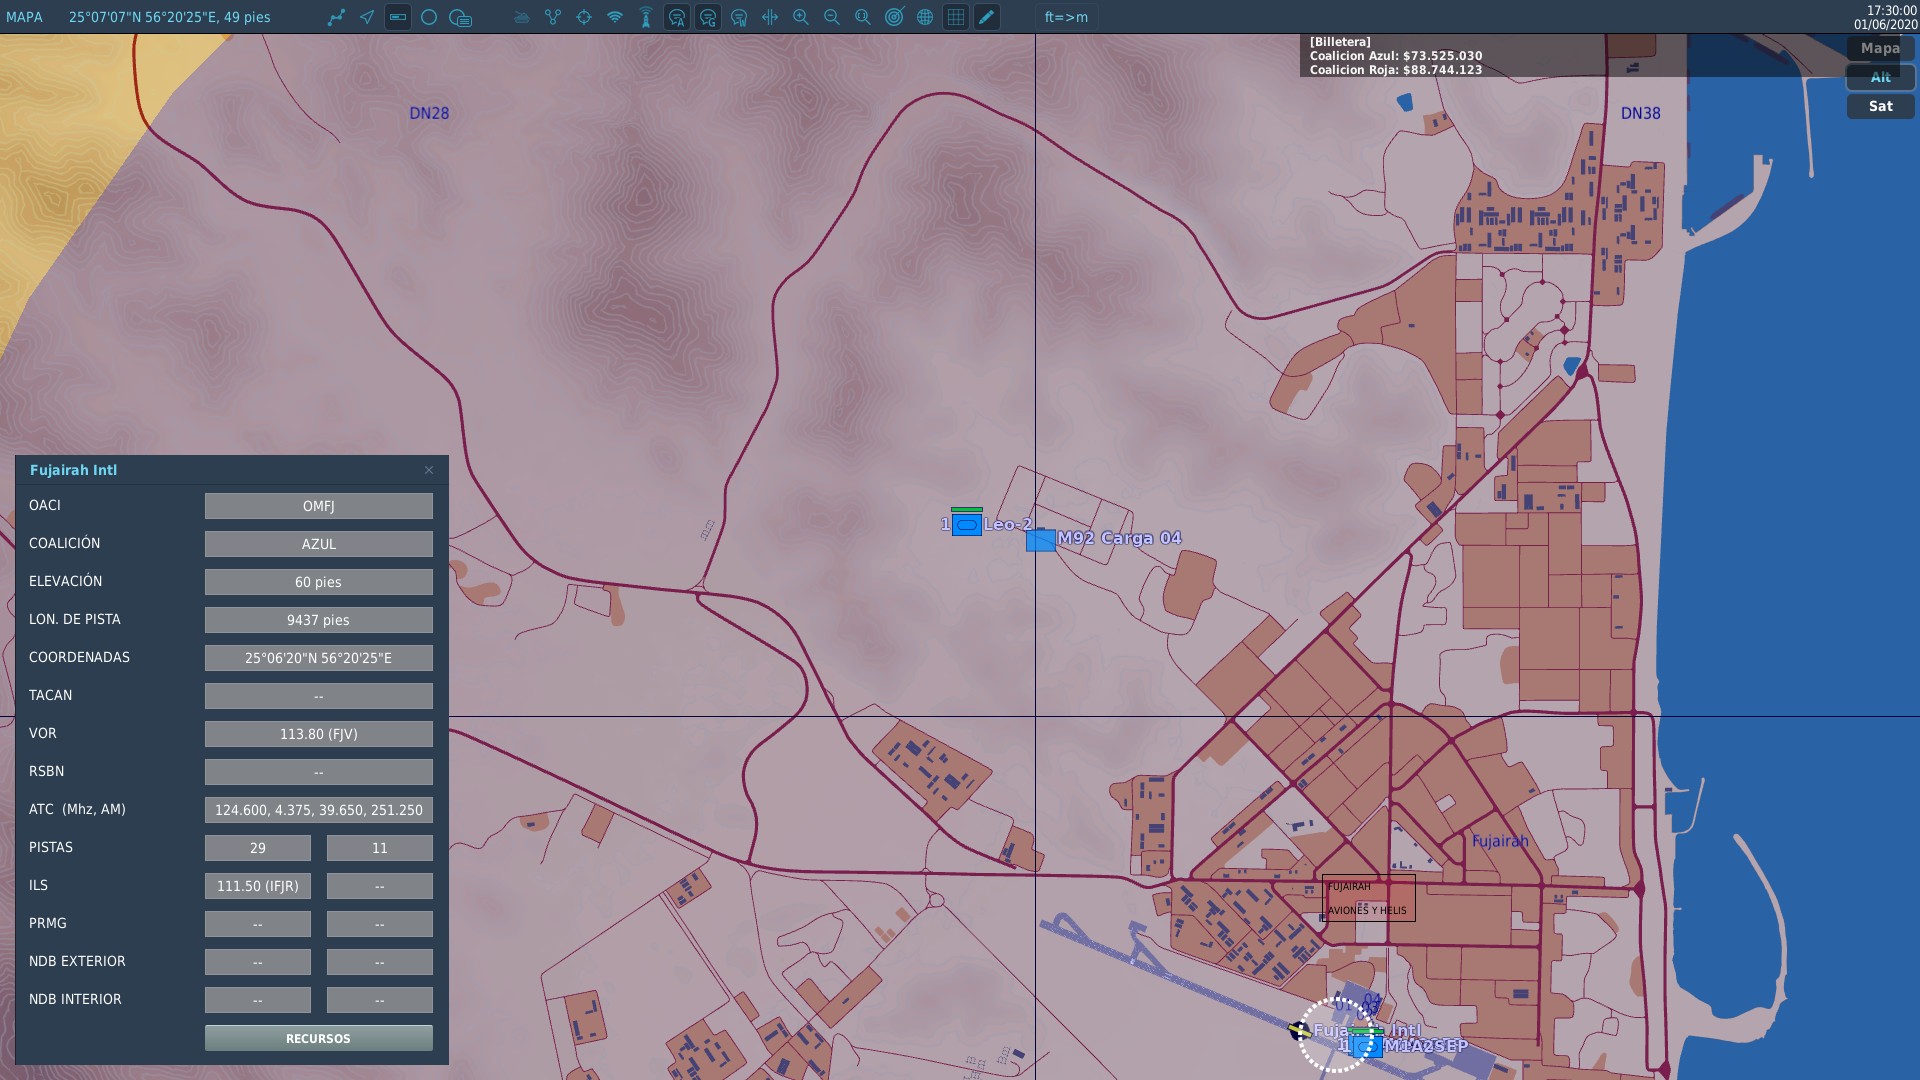 MAPA 25°07'07"N 56°20'25"E, 49 pies ft=>m 17:30:00
01/06/2020
[Billetera]
Coalicion Azul: $73.525.030
Coalicion Roja: $88.744.123
Mapa
Alt
Sat
DN28
DN38
Fujairah Intl
OACI OMFJ
COALICIÓN AZUL
ELEVACIÓN 60 pies
LON. DE PISTA 9437 pies
COORDENADAS 25°06'20"N 56°20'25"E
TACAN --
VOR 113.80 (FJV)
RSBN --
ATC (Mhz, AM) 124.600, 4.375, 39.650, 251.250
PISTAS 29 11
ILS 111.50 (IFJR) --
PRMG -- --
NDB EXTERIOR -- --
NDB INTERIOR -- --
RECURSOS
1 Leo-2
M92 Carga 04
Fujairah
FUJAIRAH
AVIONES Y HELIS
04
Intl
1 M1A2SEP